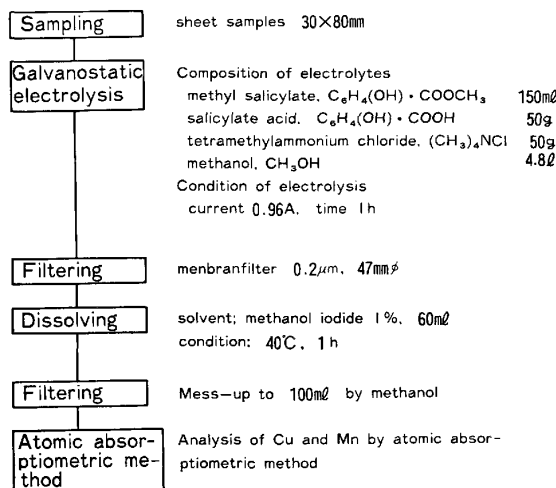 Sampling
sheet samples 30×80mm
Galvanostatic
electrolysis
Composition of electrolytes
methyl salicylate, C₆H₄(OH)・COOCH₃ 150mℓ
salicylate acid, C₆H₄(OH)・COOH 50g
tetramethylammonium chloride, (CH₃)₄NCl 50g
methanol, CH₃OH 4.8ℓ
Condition of electrolysis
current 0.96A, time 1h
Filtering
menbranfilter 0.2μm, 47mmφ
Dissolving
solvent; methanol iodide 1%, 60mℓ
condition; 40℃, 1h
Filtering
Mess-up to 100mℓ by methanol
Atomic absor-
ptiometric me-
thod
Analysis of Cu and Mn by atomic absor-
ptiometric method